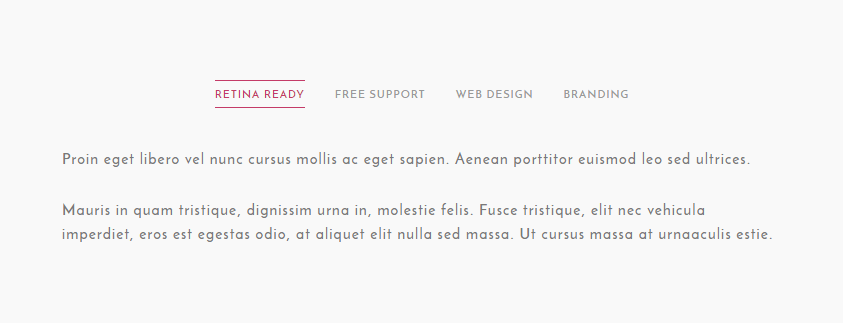 RETINA READY FREE SUPPORT WEB DESIGN BRANDING
Proin eget libero vel nunc cursus mollis ac eget sapien. Aenean porttitor euismod leo sed ultrices.
Mauris in quam tristique, dignissim urna in, molestie felis. Fusce tristique, elit nec vehicula
imperdiet, eros est egestas odio, at aliquet elit nulla sed massa. Ut cursus massa at urnaaculis estie.